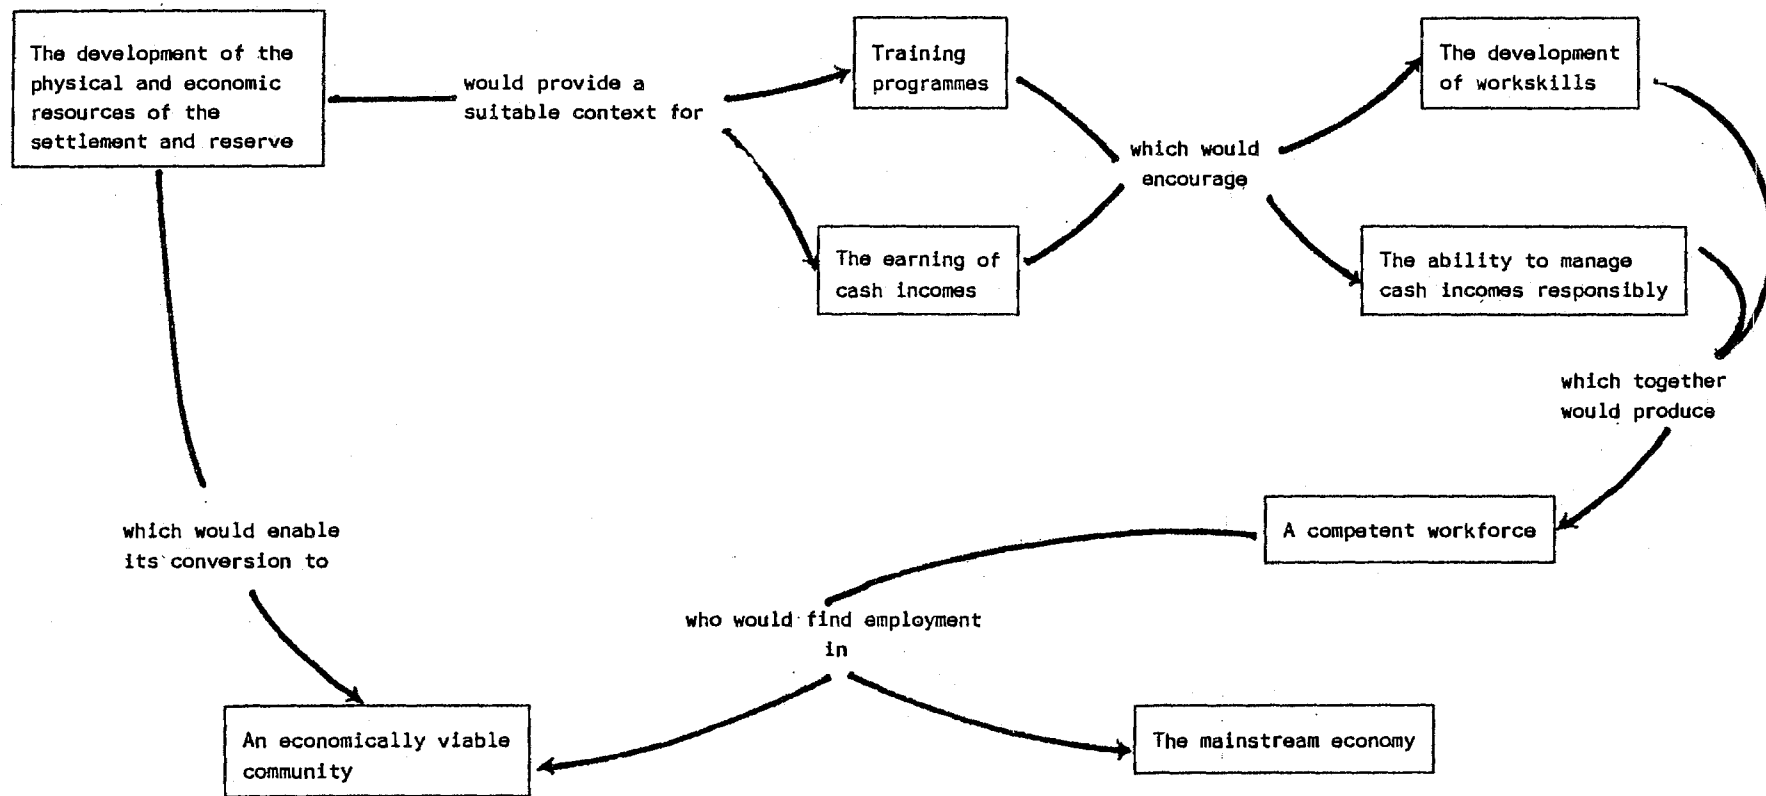 The development of the
physical and economic
resources of the
settlement and reserve
would provide a
suitable context for
Training
programmes
The earning of
cash incomes
which would
encourage
The development
of workskills
The ability to manage
cash incomes responsibly
which together
would produce
A competent workforce
who would find employment
in
which would enable
its conversion to
An economically viable
community
The mainstream economy